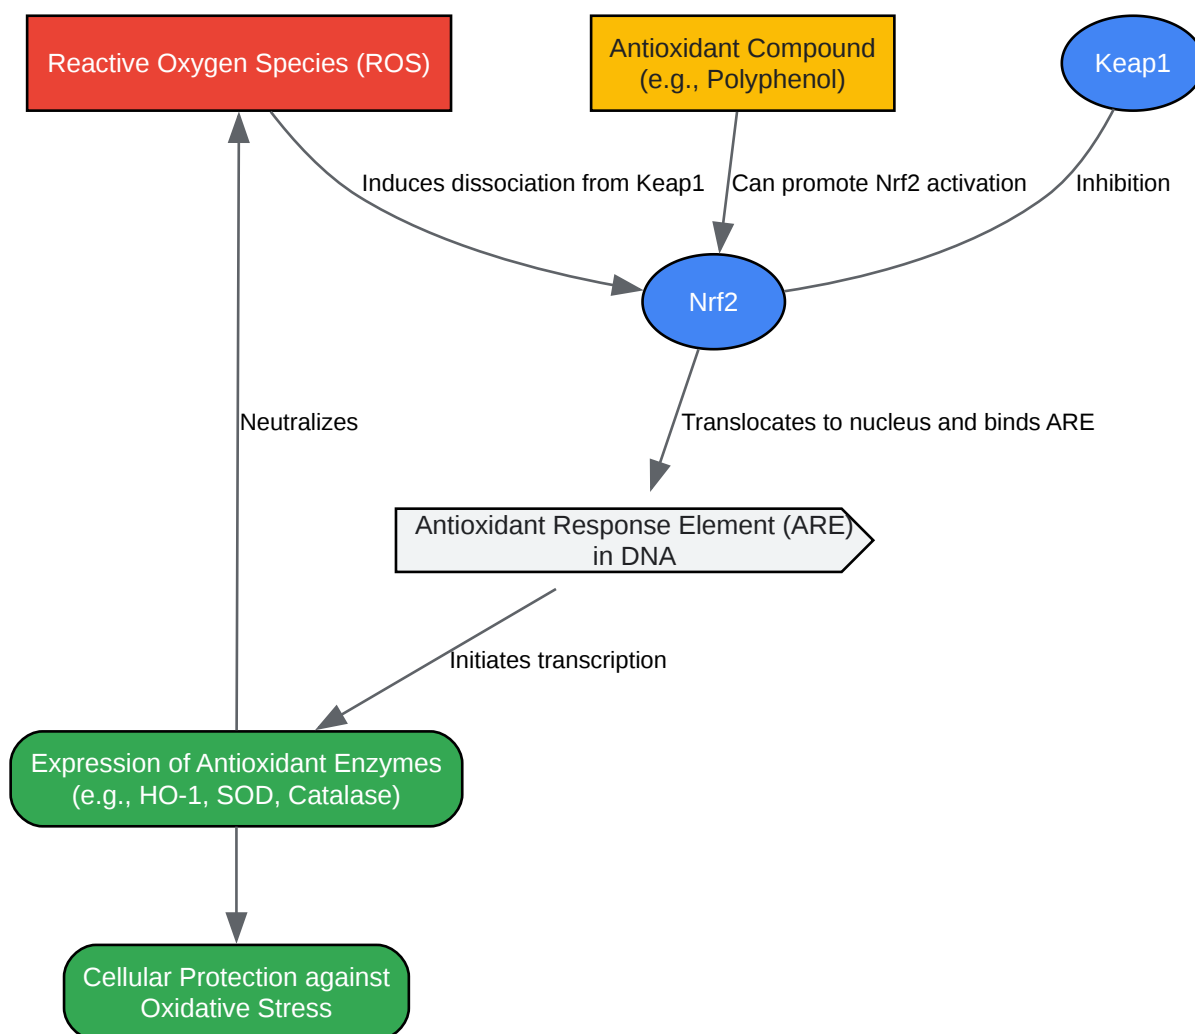 Reactive Oxygen Species (ROS)
Antioxidant Compound
(e.g., Polyphenol)
Keap1
Induces dissociation from Keap1
Can promote Nrf2 activation
Inhibition
Nrf2
Neutralizes
Translocates to nucleus and binds ARE
Antioxidant Response Element (ARE)
in DNA
Initiates transcription
Expression of Antioxidant Enzymes
(e.g., HO-1, SOD, Catalase)
Cellular Protection against
Oxidative Stress